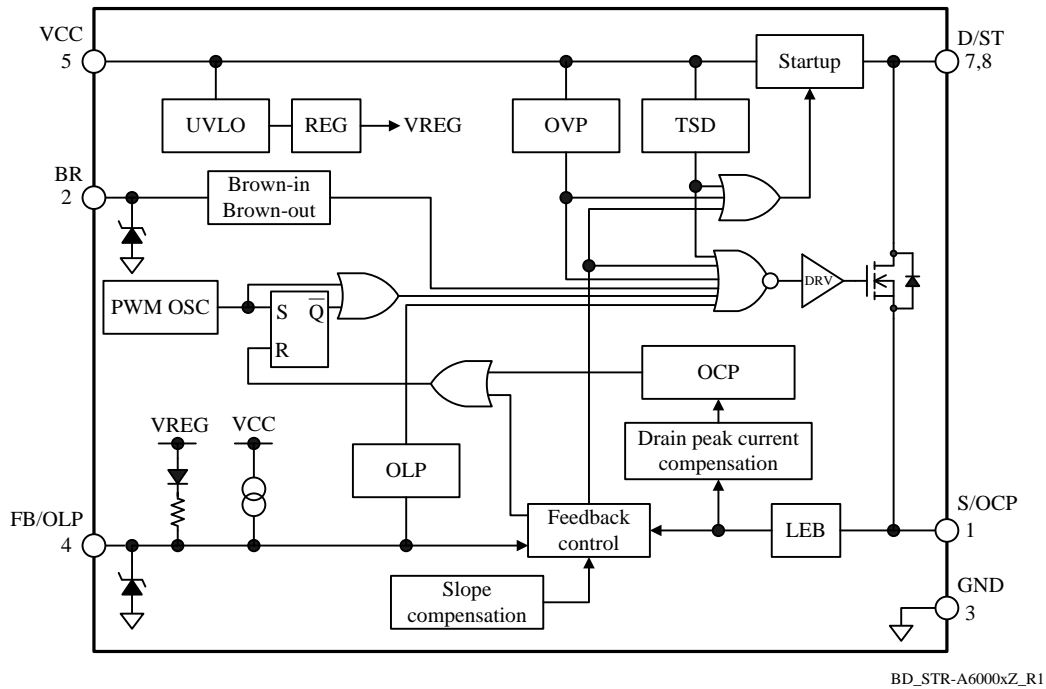 VCC
5
D/ST
7,8
Startup
UVLO
REG
VREG
OVP
TSD
BR
2
Brown-in
Brown-out
PWM OSC
S
Q
R
DRV
OCP
VREG
VCC
Drain peak current
compensation
OLP
FB/OLP
4
Feedback
control
LEB
S/OCP
1
Slope
compensation
GND
3
BD_STR-A6000xZ_R1